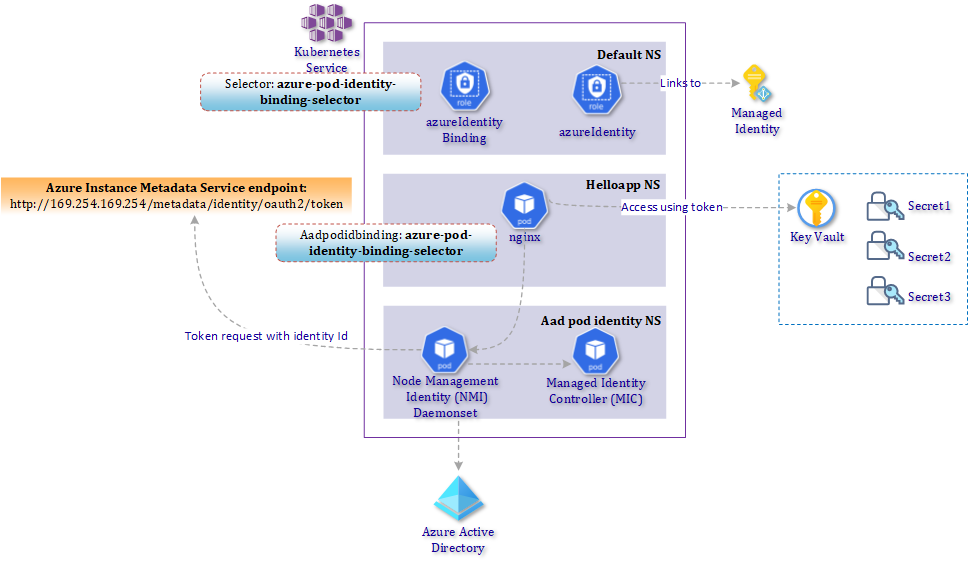 Kubernetes
Service
Default NS
Selector: azure-pod-identity-
binding-selector
role
azureIdentity
Binding
role
azureIdentity
Links to
Managed
Identity
Azure Instance Metadata Service endpoint:
http://169.254.169.254/metadata/identity/oauth2/token
Helloapp NS
pod
nginx
Access using token
Key Vault
Secret1
Secret2
Secret3
Aadpodidbinding: azure-pod-
identity-binding-selector
Aad pod identity NS
Token request with identity Id
pod
Node Management
Identity (NMI)
Daemonset
pod
Managed Identity
Controller (MIC)
Azure Active
Directory